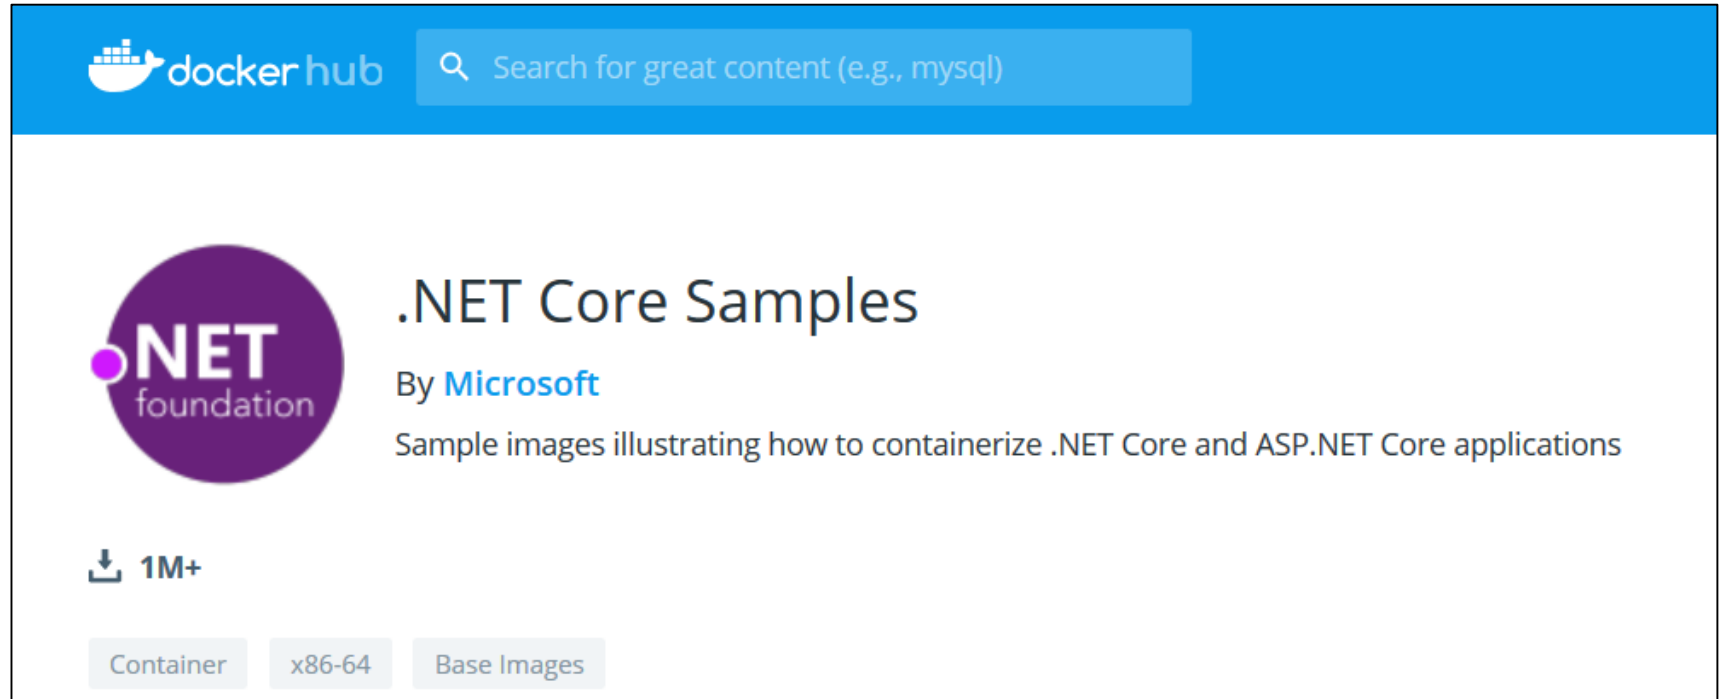 docker hub
Search for great content (e.g., mysql)
.NET Core Samples
NET
foundation
By Microsoft
Sample images illustrating how to containerize .NET Core and ASP.NET Core applications
1M+
Container x86-64 Base Images